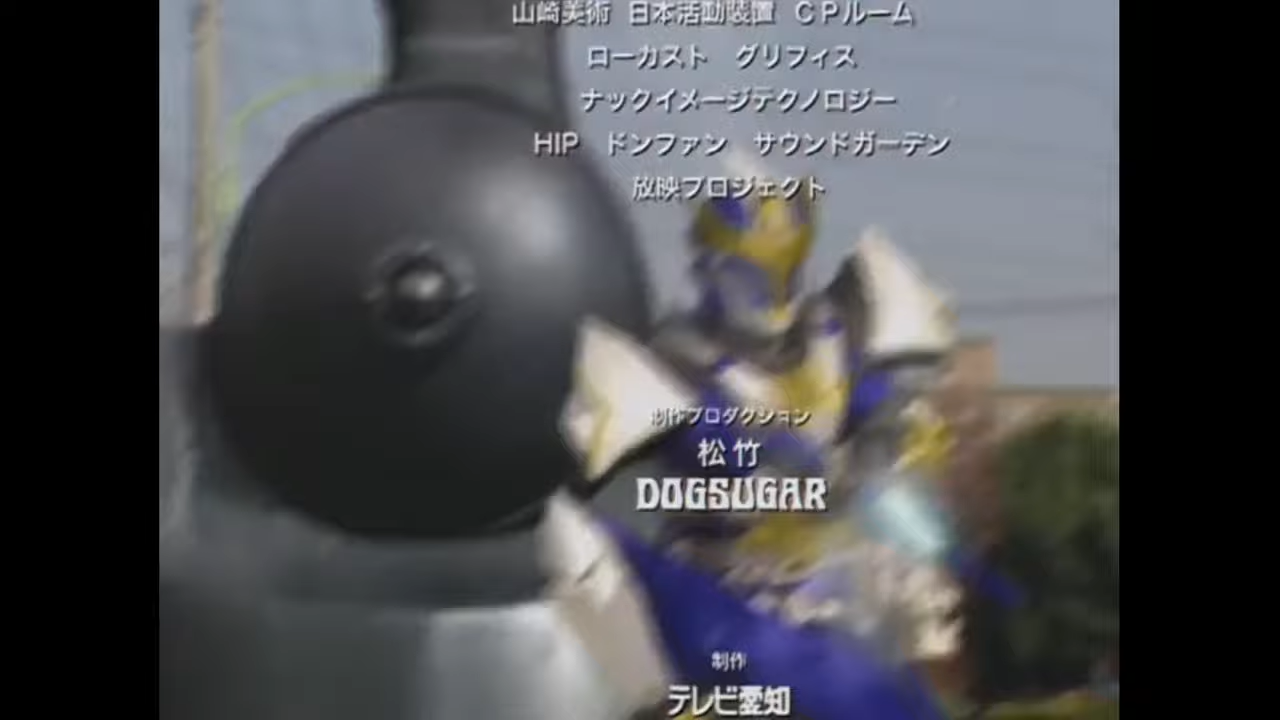 山崎美術 日本活動装置 CPルーム
ローカスト グリフィス
ナックイメージテクノロジー
HIP ドンファン サウンドガーデン
放映プロジェクト
制作プロダクション
松竹
DOGSUGAR
制作
テレビ愛知